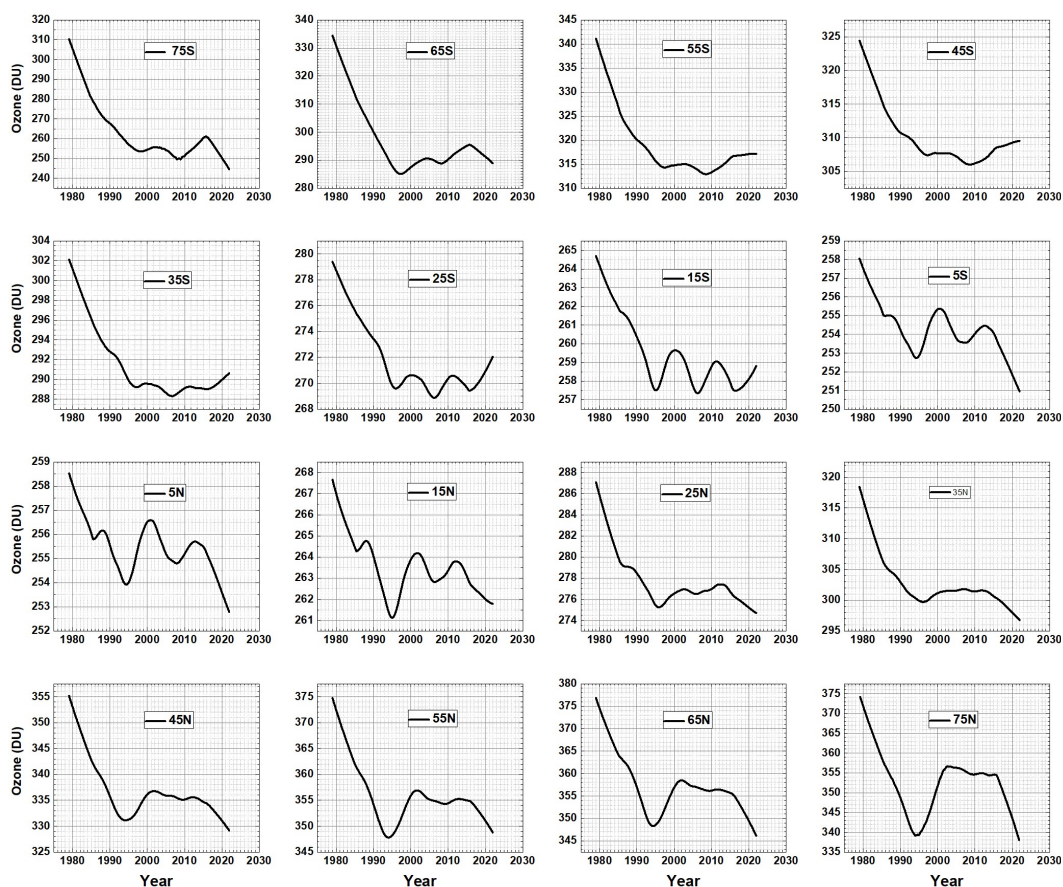 320 310 300 290 280 270 260 250 240
Ozone (DU)
75S
1980 1990 2000 2010 2020 2030
340 330 320 310 300 290 280
65S
1980 1990 2000 2010 2020 2030
345 340 335 330 325 320 315 310
55S
1980 1990 2000 2010 2020 2030
325 320 314 310 305
45S
1980 1990 2000 2010 2020 2030
304 302 300 298 296 294 292 290 288
Ozone (DU)
35S
1980 1990 2000 2010 2020 2030
280 278 276 274 272 270 268
25S
1980 1990 2000 2010 2020 2030
265 264 262 261 260 259 258 257
15S
1980 1990 2000 2010 2020 2030
259 258 257 255 254 253 251 250
5S
1980 1990 2000 2010 2020 2030
259 258 257 256 255 254 253 252
Ozone (DU)
5N
1980 1990 2000 2010 2020 2030
268 267 266 264 263 262 261
15N
1980 1990 2000 2010 2020 2030
288 286 284 282 280 278 276 274
25N
1980 1990 2000 2010 2020 2030
320 315 310 305 300 295
35N
1980 1990 2000 2010 2020 2030
355 350 345 340 335 330 325
Ozone (DU)
45N
1980 1990 2000 2010 2020 2030
Year
375 370 365 360 355 350 345
55N
1980 1990 2000 2010 2020 2030
Year
380 375 370 365 360 355 350 345
65N
1980 1990 2000 2010 2020 2030
Year
375 370 365 360 355 350 345 340 335
75N
1980 1990 2000 2010 2020 2030
Year